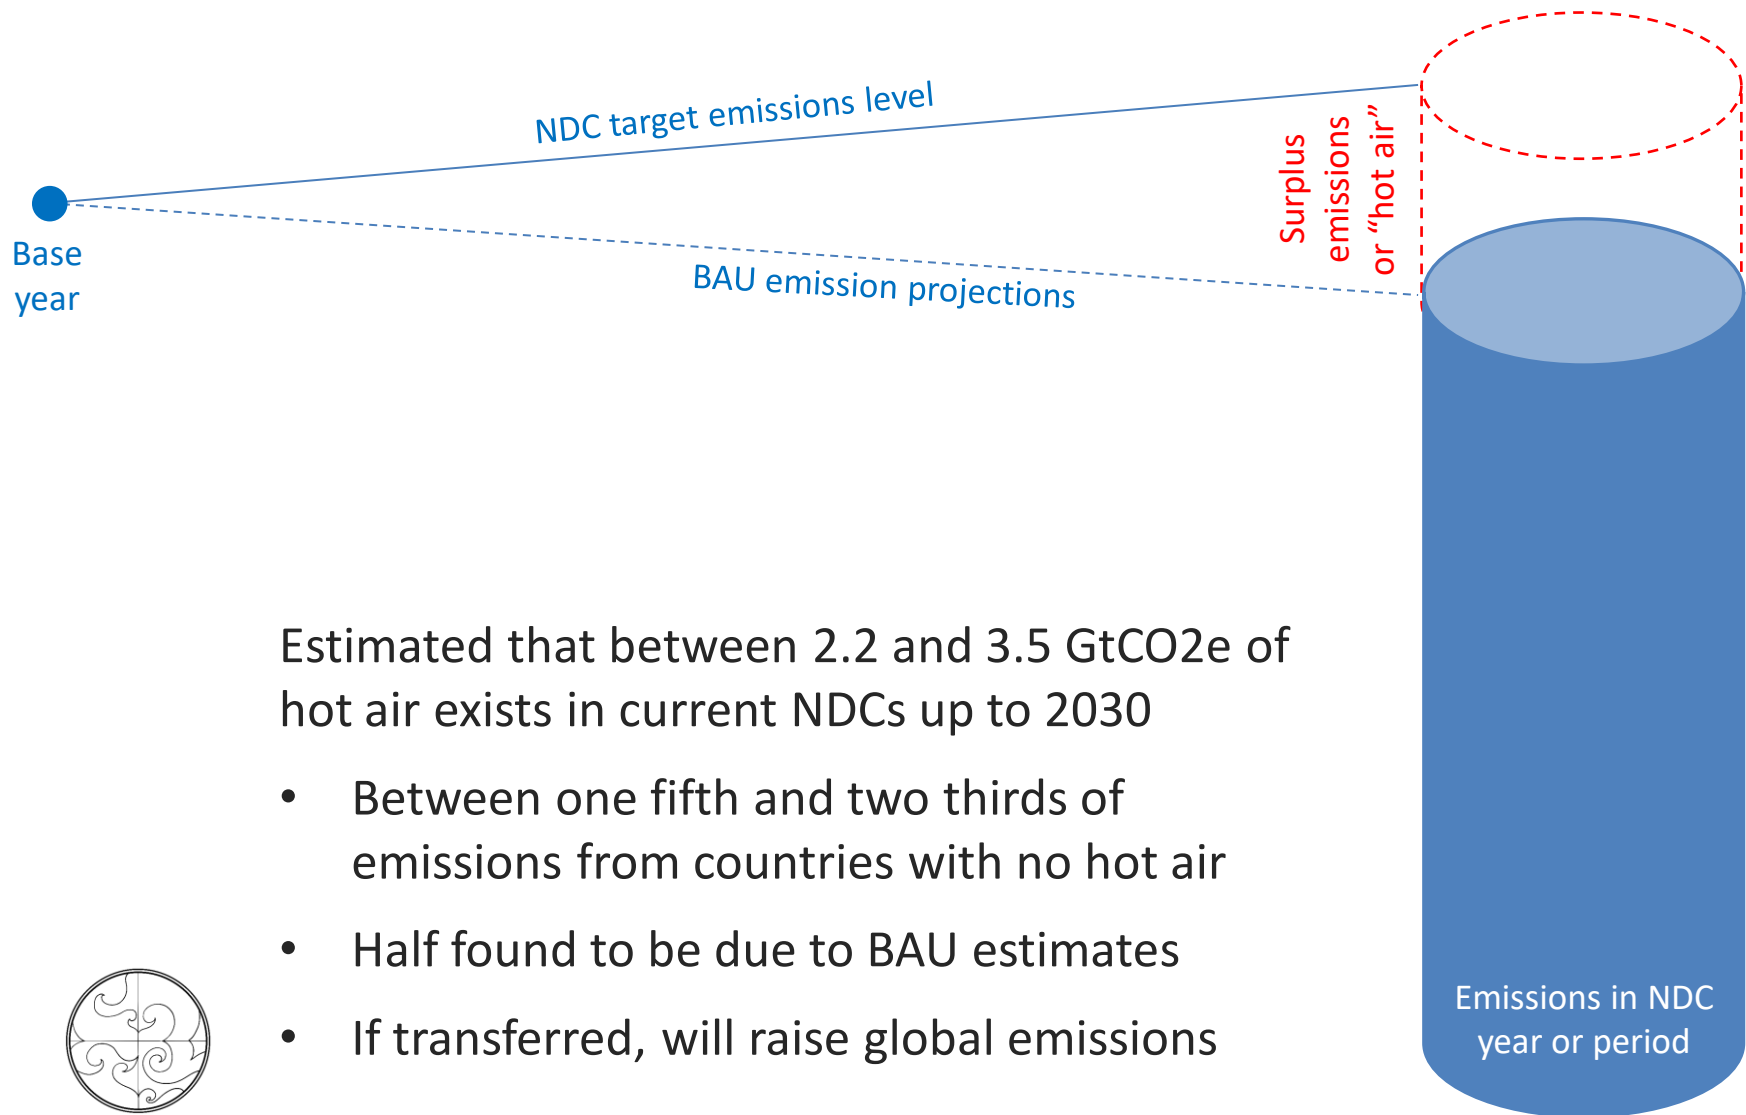 NDC target emissions level
Surplus
emissions
or “hot air”
Base
year
BAU emission projections
Estimated that between 2.2 and 3.5 GtCO2e of
hot air exists in current NDCs up to 2030
• Between one fifth and two thirds of
emissions from countries with no hot air
• Half found to be due to BAU estimates
• If transferred, will raise global emissions
Emissions in NDC
year or period